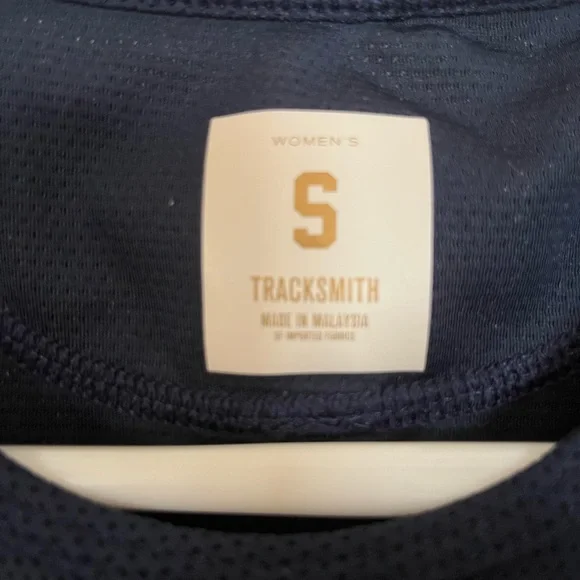 WOMEN'S
S
TRACKSMITH
MADE IN MALAYSIA
OF IMPORTED FABRICS